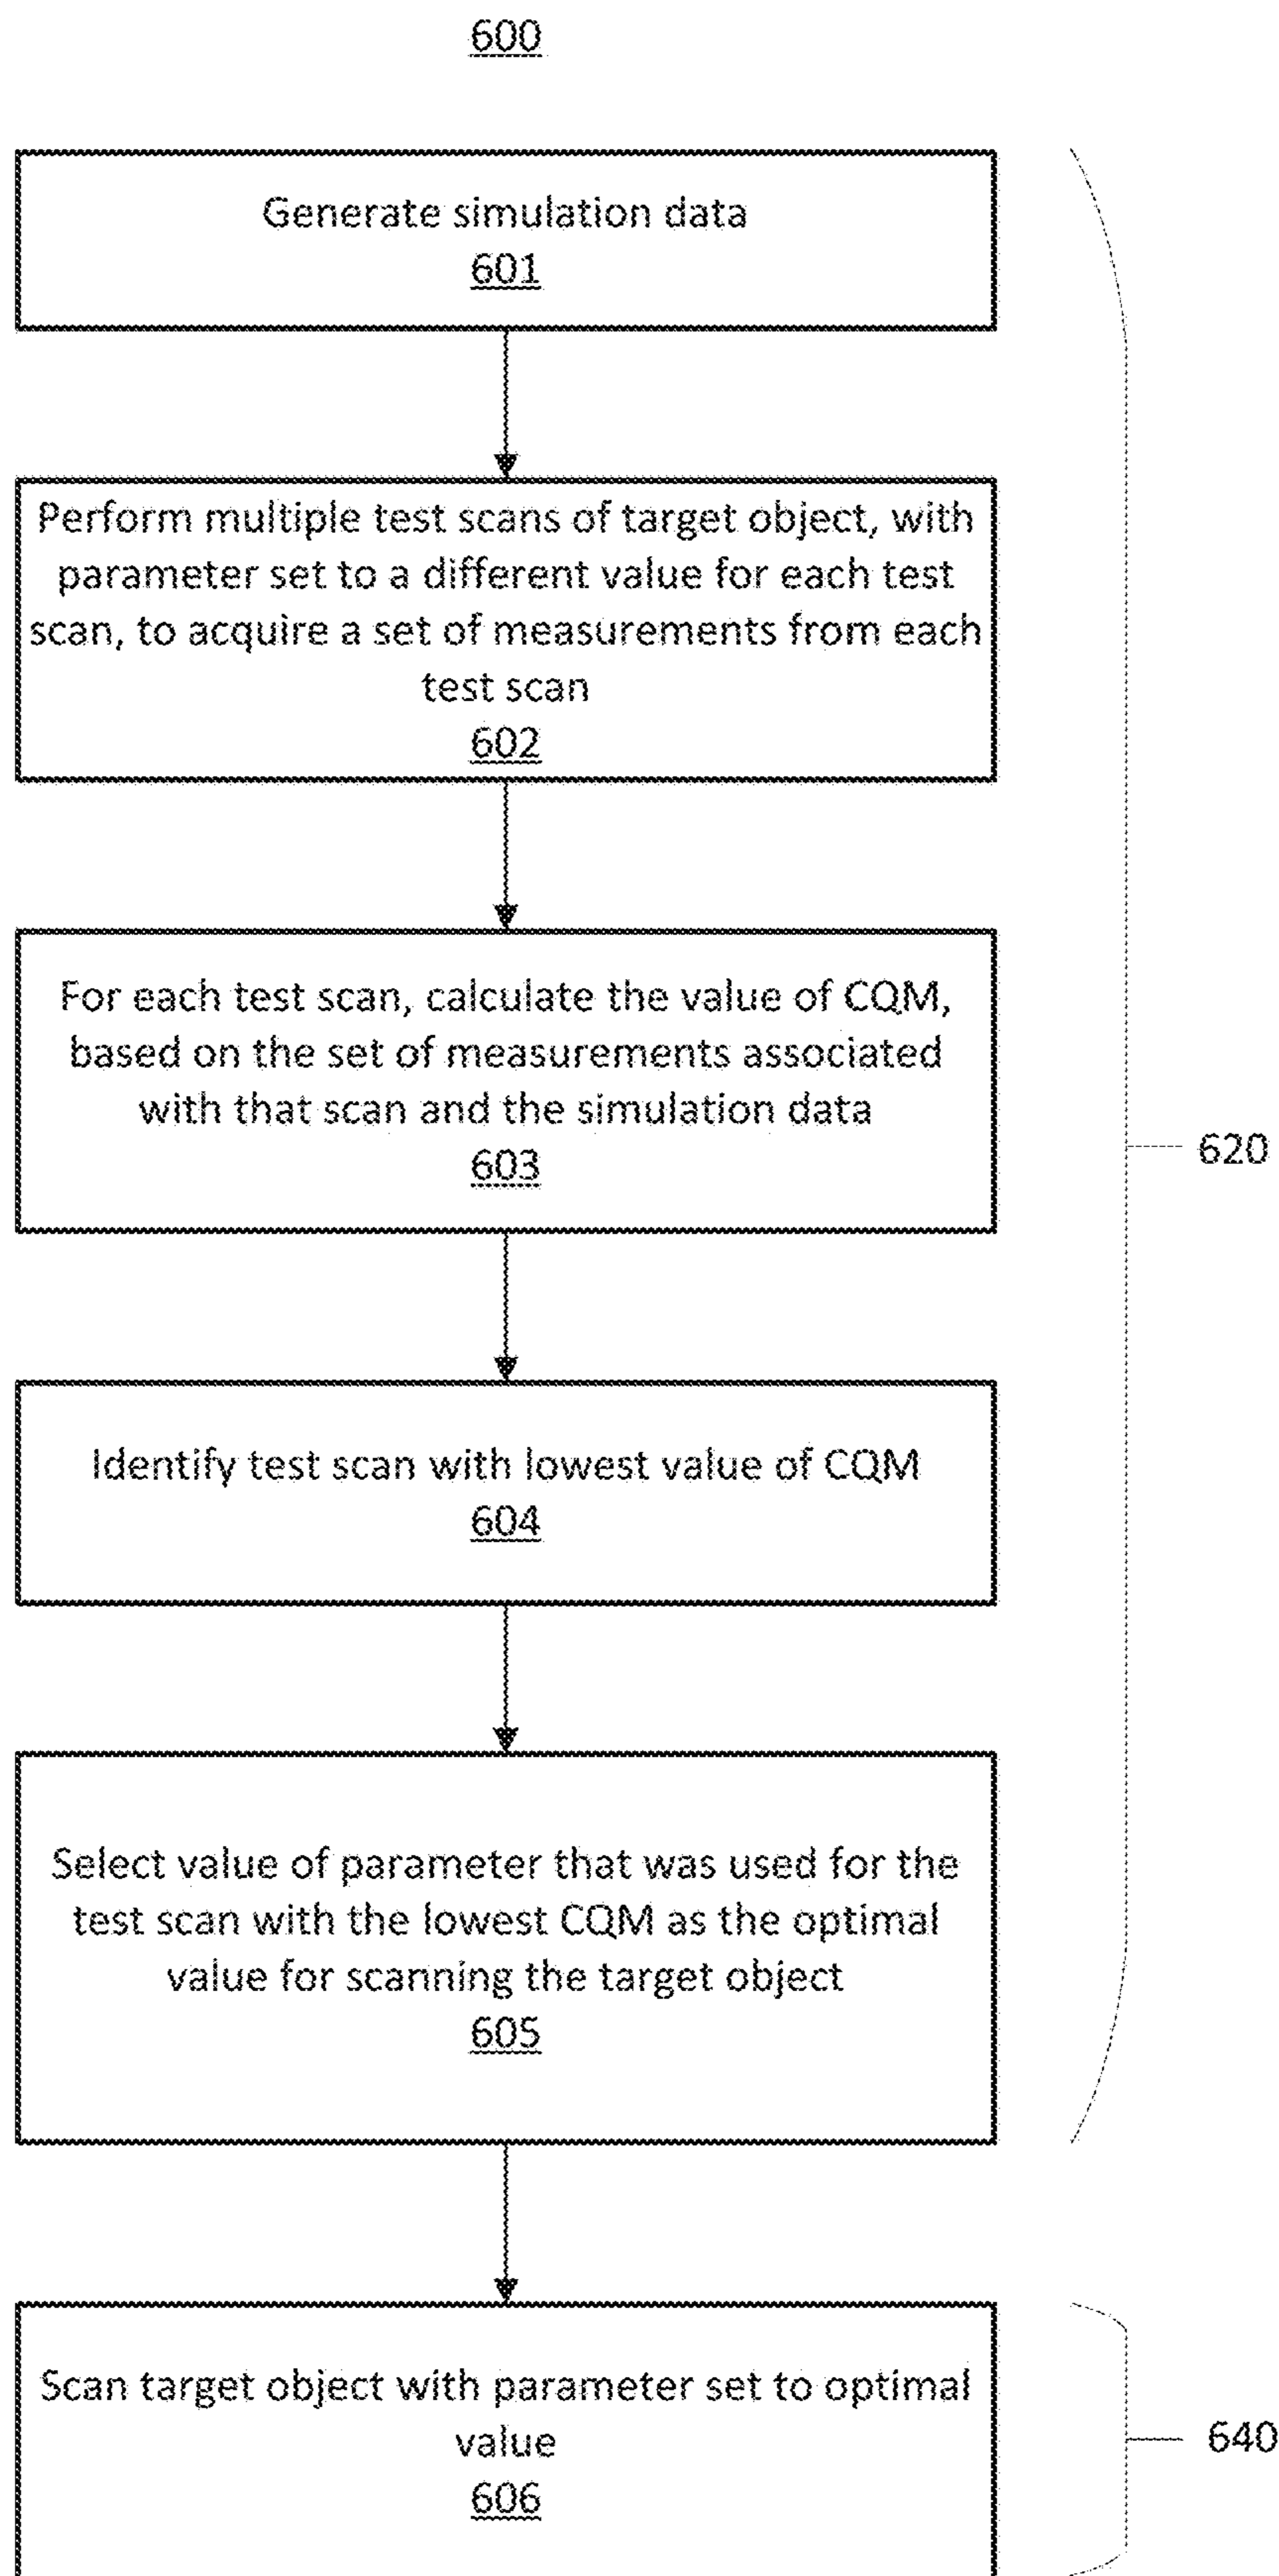 600
Generate simulation data
601
Perform multiple test scans of target object, with
parameter set to a different value for each test
scan, to acquire a set of measurements from each
test scan
602
For each test scan, calculate the value of CQM,
based on the set of measurements associated
with that scan and the simulation data
603
620
Identify test scan with lowest value of CQM
604
Select value of parameter that was used for the
test scan with the lowest CQM as the optimal
value for scanning the target object
605
Scan target object with parameter set to optimal
value
606
640